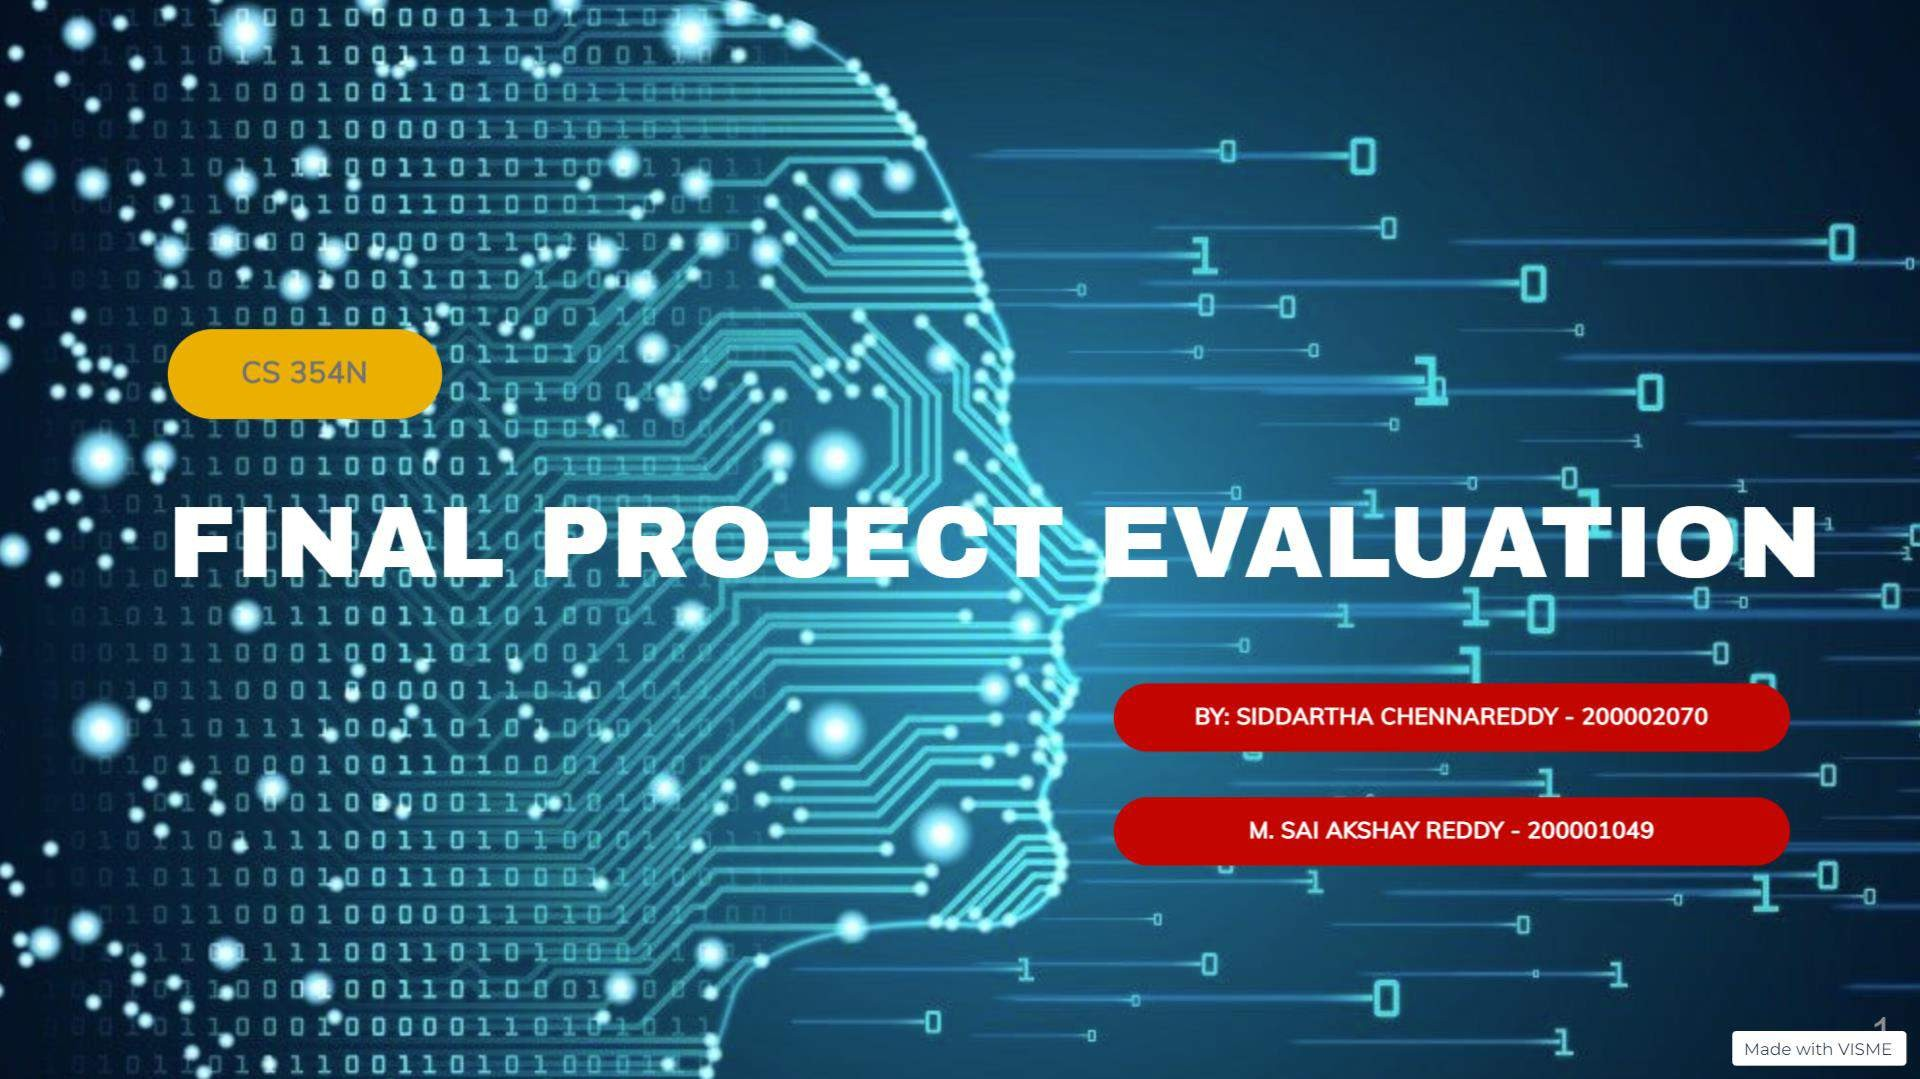 CS 354N
FINAL PROJECT EVALUATION
BY: SIDDARTHA CHENNAREDDY - 200002070
M. SAI AKSHAY REDDY - 200001049
1
Made with VISME